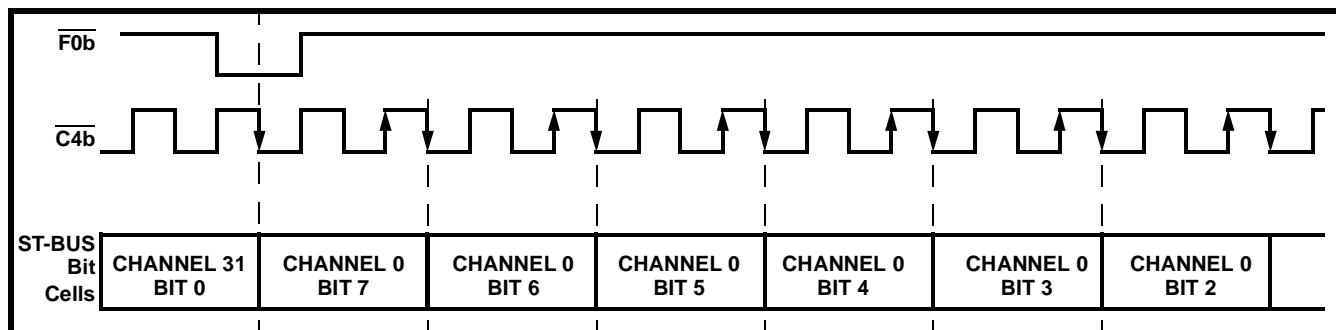 F0b
C4b
ST-BUS
Bit
Cells
CHANNEL 31
BIT 0
CHANNEL 0
BIT 7
CHANNEL 0
BIT 6
CHANNEL 0
BIT 5
CHANNEL 0
BIT 4
CHANNEL 0
BIT 3
CHANNEL 0
BIT 2